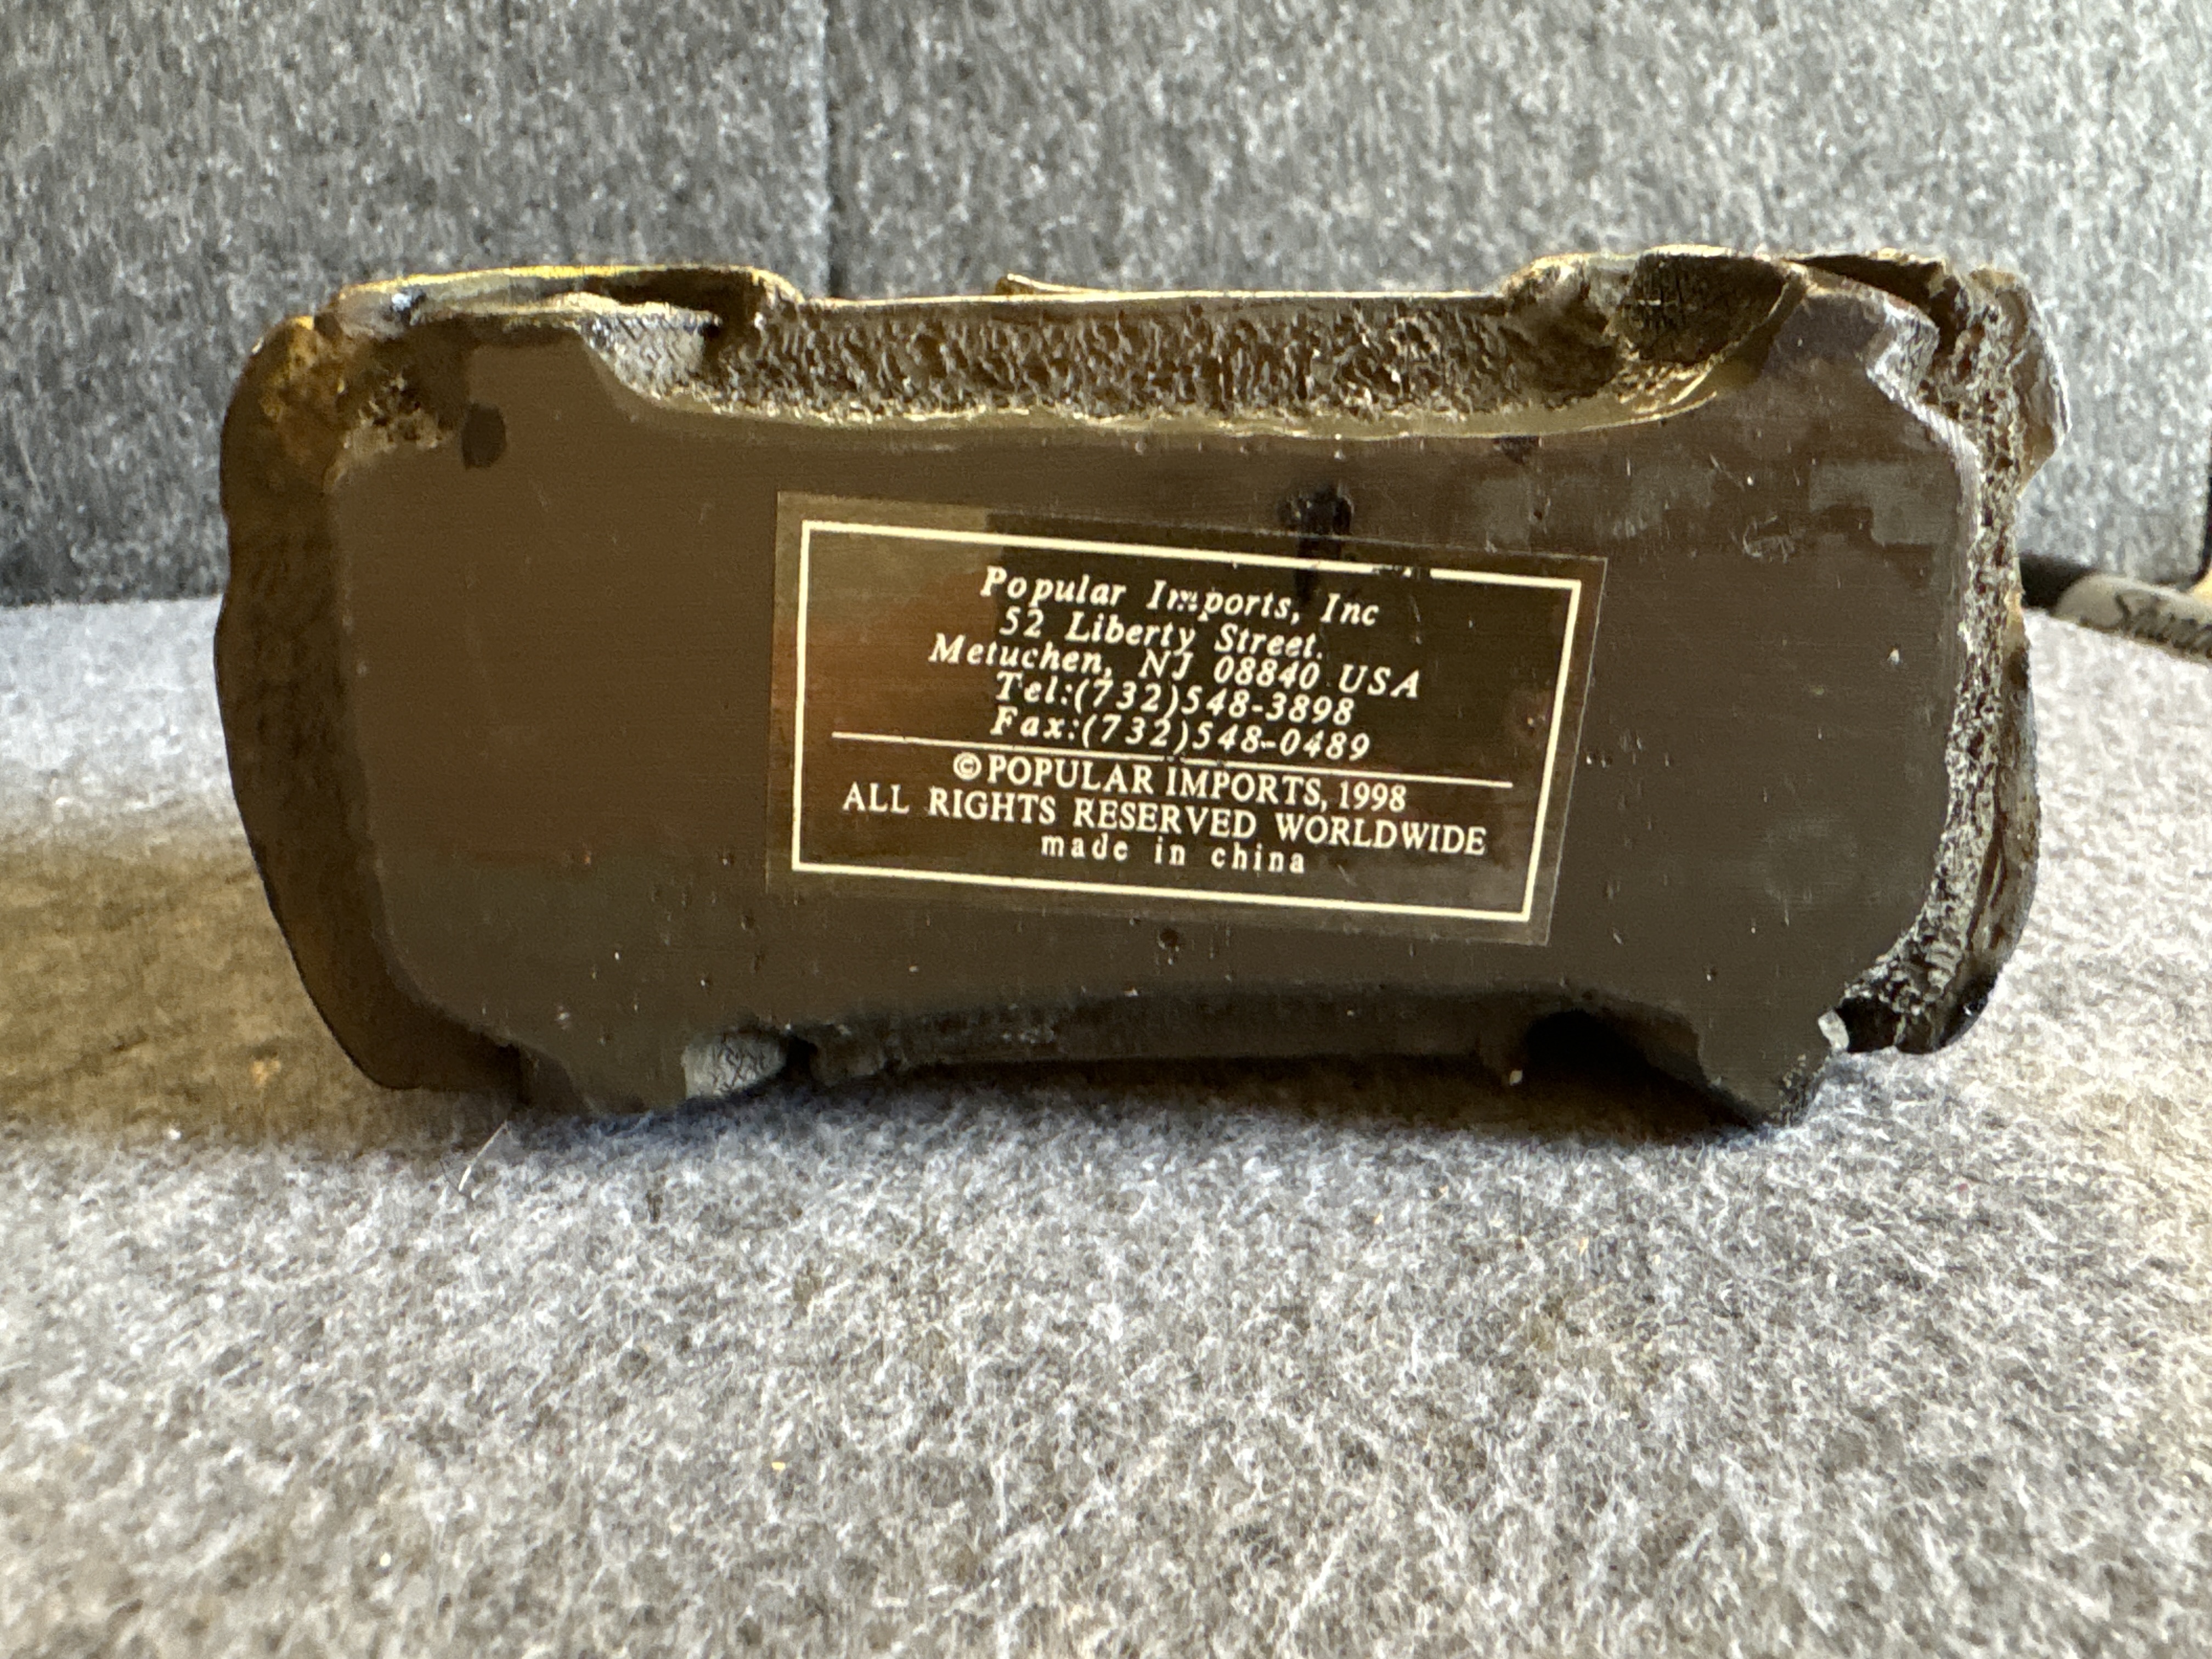 Popular Imports, Inc
52 Liberty Street.
Metuchen, NJ 08840 USA
Tel:(732)548-3898
Fax:(732)548-0489
©POPULAR IMPORTS, 1998
ALL RIGHTS RESERVED WORLDWIDE
made in china